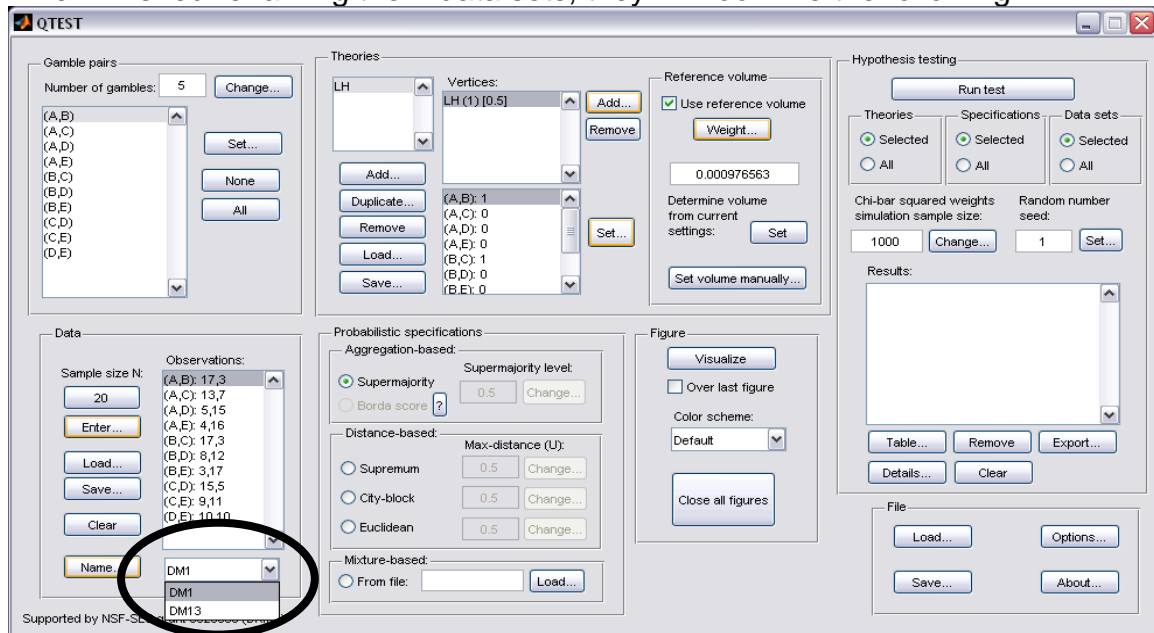 QTEST
Gamble pairs
Number of gambles: 5 Change...
(A,B)
(A,C)
(A,D)
(A,E)
(B,C)
(B,D)
(B,E)
(C,D)
(C,E)
(D,E)
Set...
None
All
Theories
LH
Add...
Duplicate...
Remove
Load...
Save...
Vertices:
LH (1) [0.5]
Add...
Remove
(A,B): 1
(A,C): 0
(A,D): 0
(A,E): 0
(B,C): 1
(B,D): 0
(B,E): 0
Set...
Reference volume
Use reference volume
Weight...
0.000976563
Determine volume
from current
settings: Set
Set volume manually...
Hypothesis testing
Run test
Theories
Selected
All
Specifications
Selected
All
Data sets
Selected
All
Chi-bar squared weights
simulation sample size:
1000 Change...
Random number
seed:
1 Set...
Results:
Table... Remove Export...
Details... Clear
Data
Sample size N:
20
Enter...
Load...
Save...
Clear
Name...
Observations:
(A,B): 17,3
(A,C): 13,7
(A,D): 5,15
(A,E): 4,16
(B,C): 17,3
(B,D): 8,12
(B,E): 3,17
(C,D): 15,5
(C,E): 9,11
(D,E): 10,10
DM1
DM1
DM13
Supported by NSF-
Probabilistic specifications
Aggregation-based:
Supermajority level:
Supermajority 0.5 Change...
Borda score ?
Distance-based:
Max-distance (U):
Supremum 0.5 Change...
City-block 0.5 Change...
Euclidean 0.5 Change...
Mixture-based:
From file: Load...
Figure
Visualize
Over last figure
Color scheme:
Default
Close all figures
File
Load... Options...
Save... About...